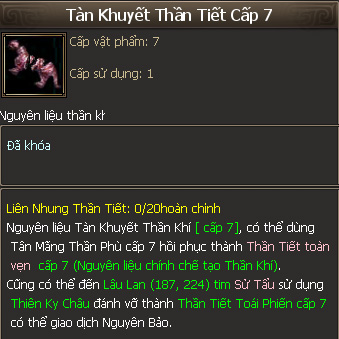 Tàn Khuyết Thần Tiết Cấp 7
Cấp vật phẩm: 7
Cấp sử dụng: 1
Nguyên liệu thần kh
Đã khóa
Liên Nhung Thần Tiết: 0/20hoàn chỉnh
Nguyên liệu Tàn Khuyết Thần Khí [ cấp 7], có thể dùng
Tân Mãng Thần Phù cấp 7 hồi phục thành Thần Tiết toàn
vẹn cấp 7 (Nguyên liệu chính chế tạo Thần Khí).
Cũng có thể đến Lâu Lan (187, 224) tìm Sử Tẩu sử dụng
Thiên Kỵ Châu đánh vỡ thành Thần Tiết Toái Phiến cấp 7
có thể giao dịch Nguyên Bảo.